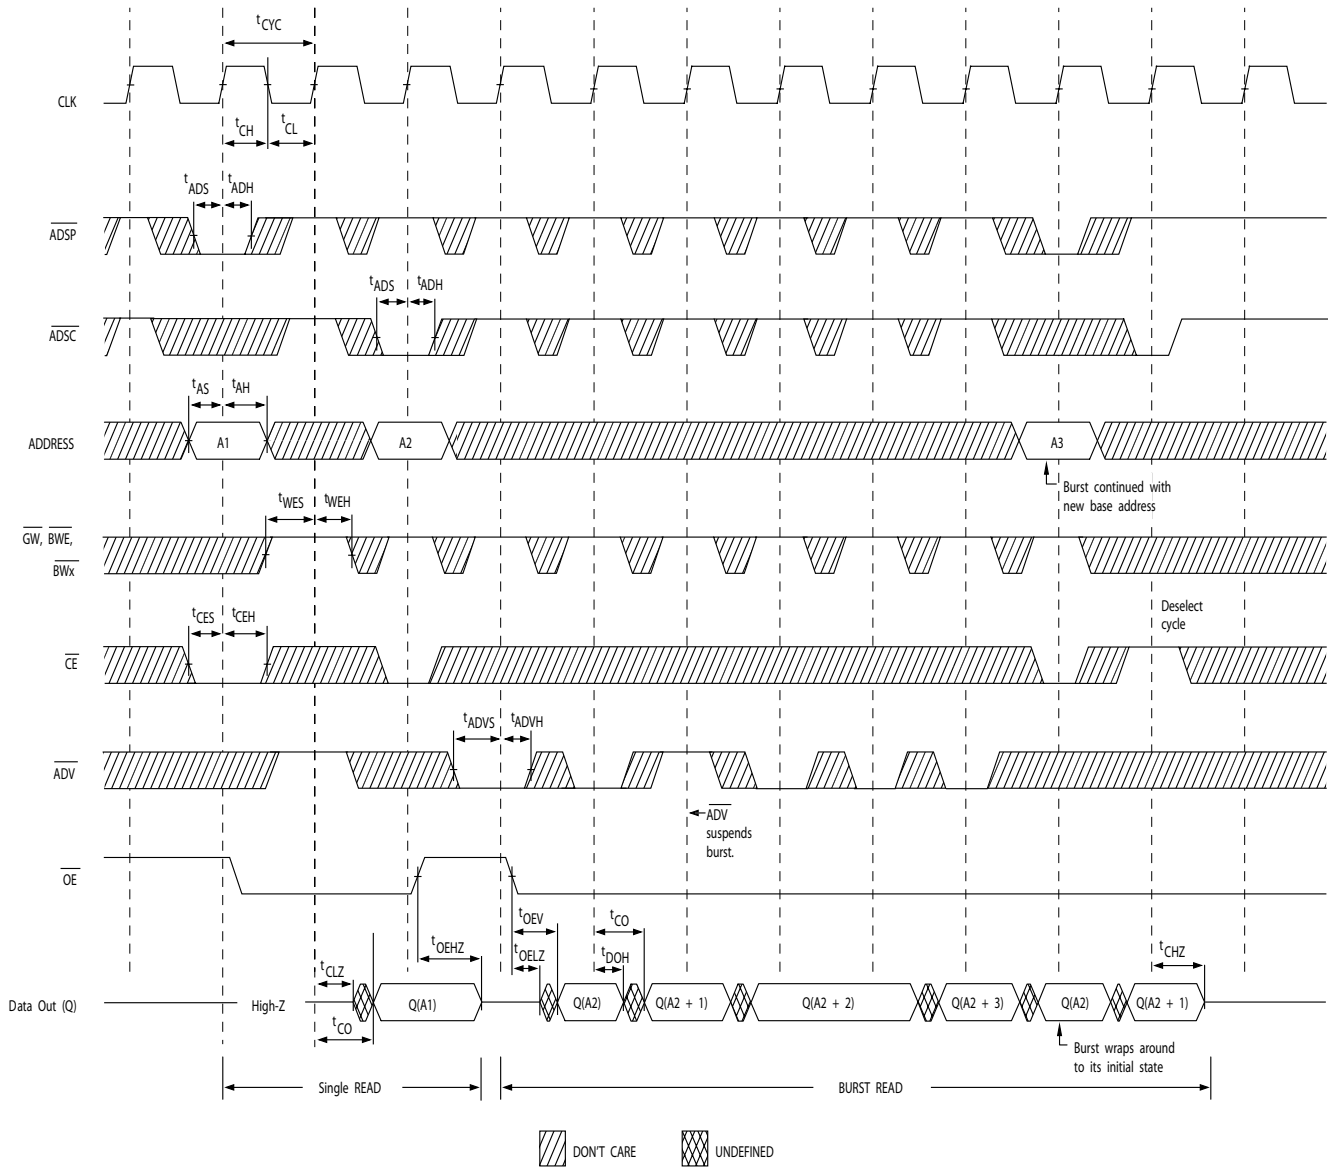 tCYC
CLK
tCH
tCL
tADS
tADH
ADSP
tADS
tADH
ADSC
tAS
tAH
ADDRESS
A1
A2
A3
Burst continued with
new base address
tWES
tWEH
GW, BWE,
BWx
tCES
tCEH
Deselect
cycle
CE
tADVS
tADVH
ADV
ADV
suspends
burst.
OE
tOEHZ
tOEV
tOELZ
tCO
tDOH
tCHZ
tCLZ
Data Out (Q)
High-Z
Q(A1)
Q(A2)
Q(A2 + 1)
Q(A2 + 2)
Q(A2 + 3)
Q(A2)
Q(A2 + 1)
tCO
Burst wraps around
to its initial state
Single READ
BURST READ
DON'T CARE
UNDEFINED